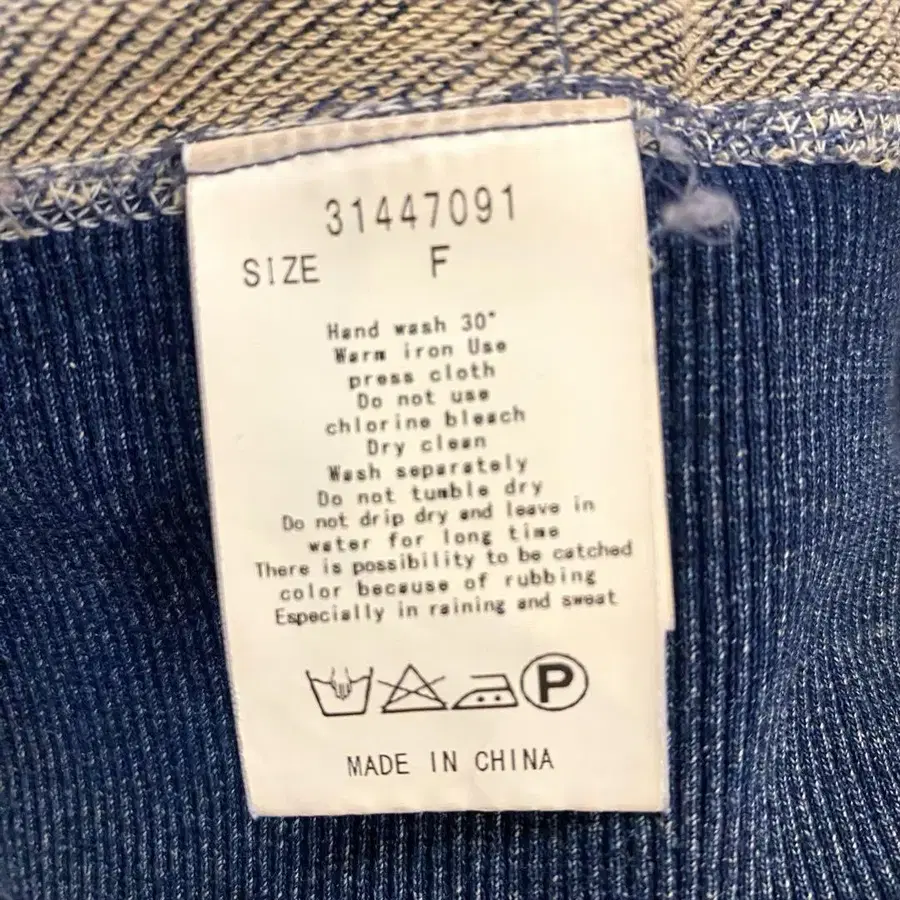 31447091
SIZE F
Hand wash 30°
Warm iron Use
press cloth
Do not use
chlorine bleach
Dry clean
Wash separately
Do not tumble dry
Do not drip dry and leave in
water for long time
There is possibility to be catched
color because of rubbing
Especially in raining and sweat
P
MADE IN CHINA